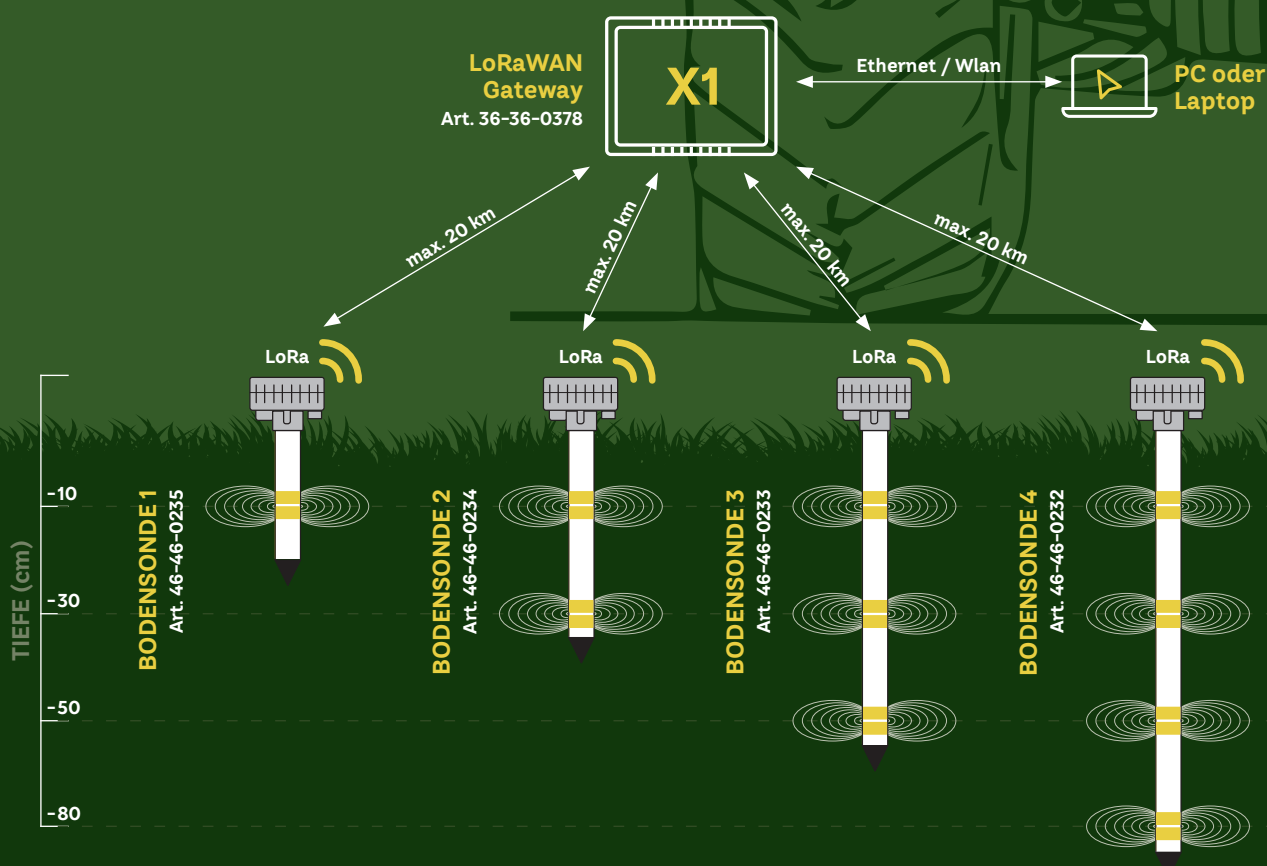 LoRaWAN
Gateway
Art. 36-36-0378
X1
Ethernet / Wlan
PC oder
Laptop
max. 20 km
max. 20 km
max. 20 km
max. 20 km
LoRa
LoRa
LoRa
LoRa
TIEFE (cm)
-10
-30
-50
-80
BODENSONDE 1
Art. 46-46-0235
BODENSONDE 2
Art. 46-46-0234
BODENSONDE 3
Art. 46-46-0233
BODENSONDE 4
Art. 46-46-0232